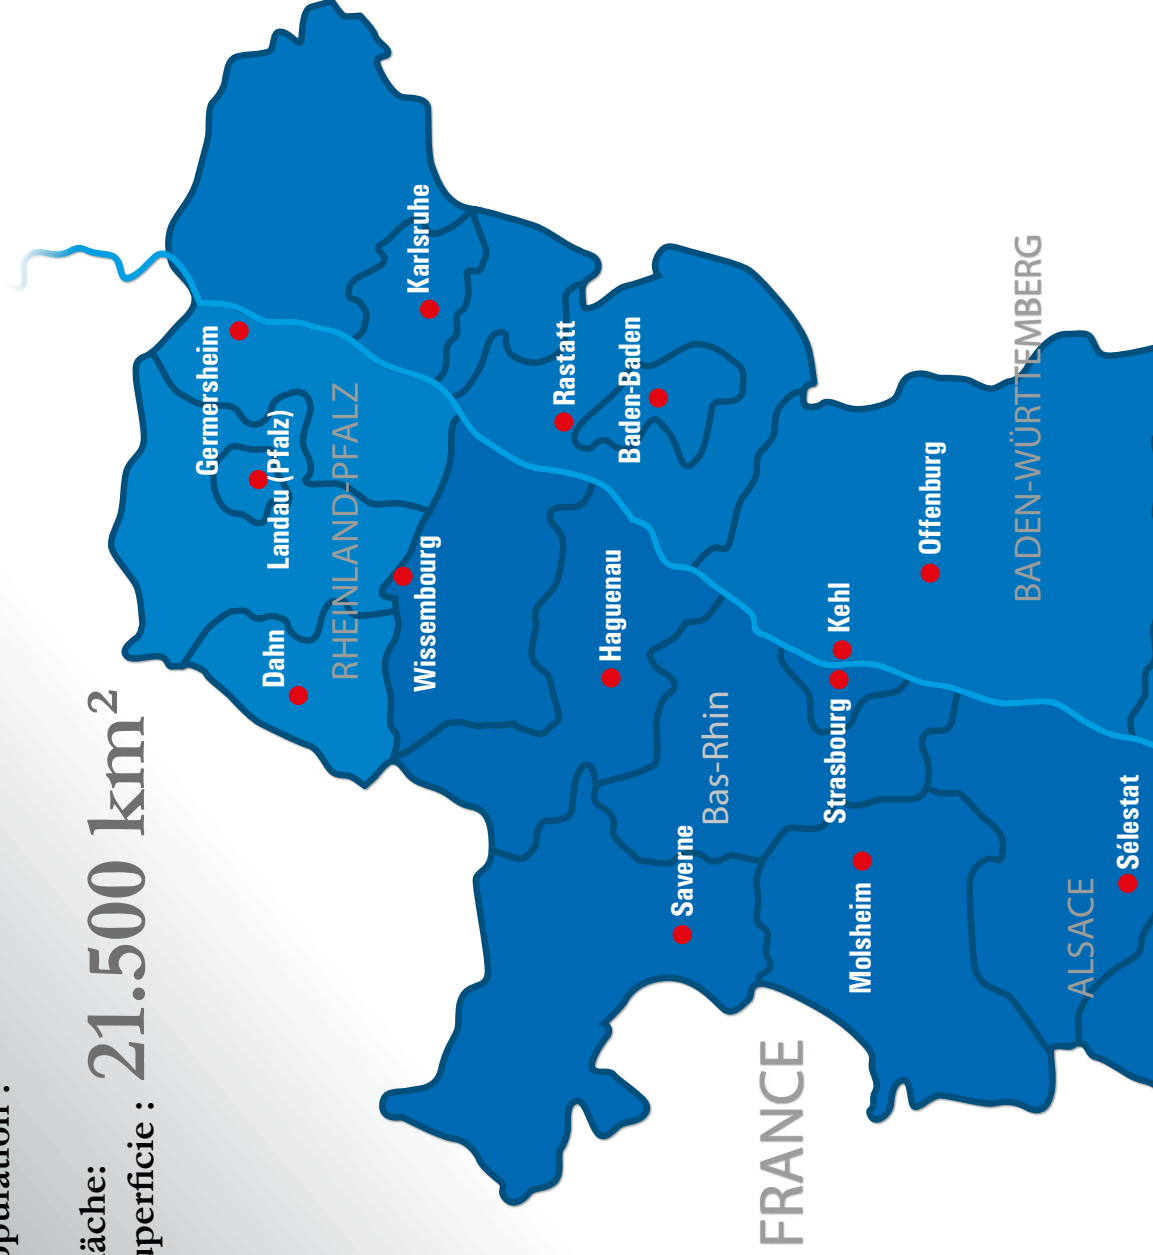 opulation :
äche:
uperficie : 21.500 km²
Germersheim
Landau (Pfalz)
Dahn
RHEINLAND-PFALZ
Karlsruhe
Wissembourg
Rastatt
Baden-Baden
Haguenau
Bas-Rhin
Saverne
Kehl
Strasbourg
Offenburg
Molsheim
BADEN-WÜRTTEMBERG
FRANCE
ALSACE
Sélestat